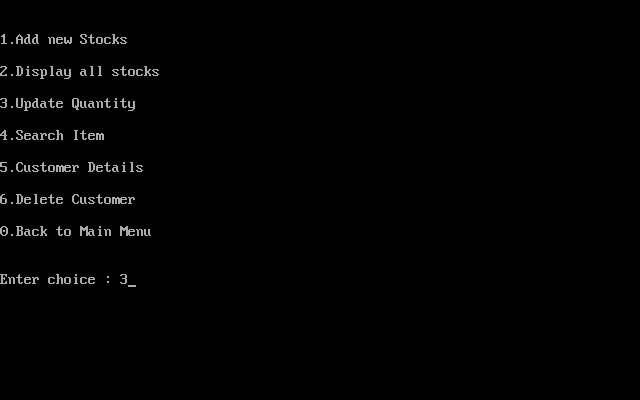 1.Add new Stocks
2.Display all stocks
3.Update Quantity
4.Search Item
5.Customer Details
6.Delete Customer
0.Back to Main Menu
Enter choice : 3_